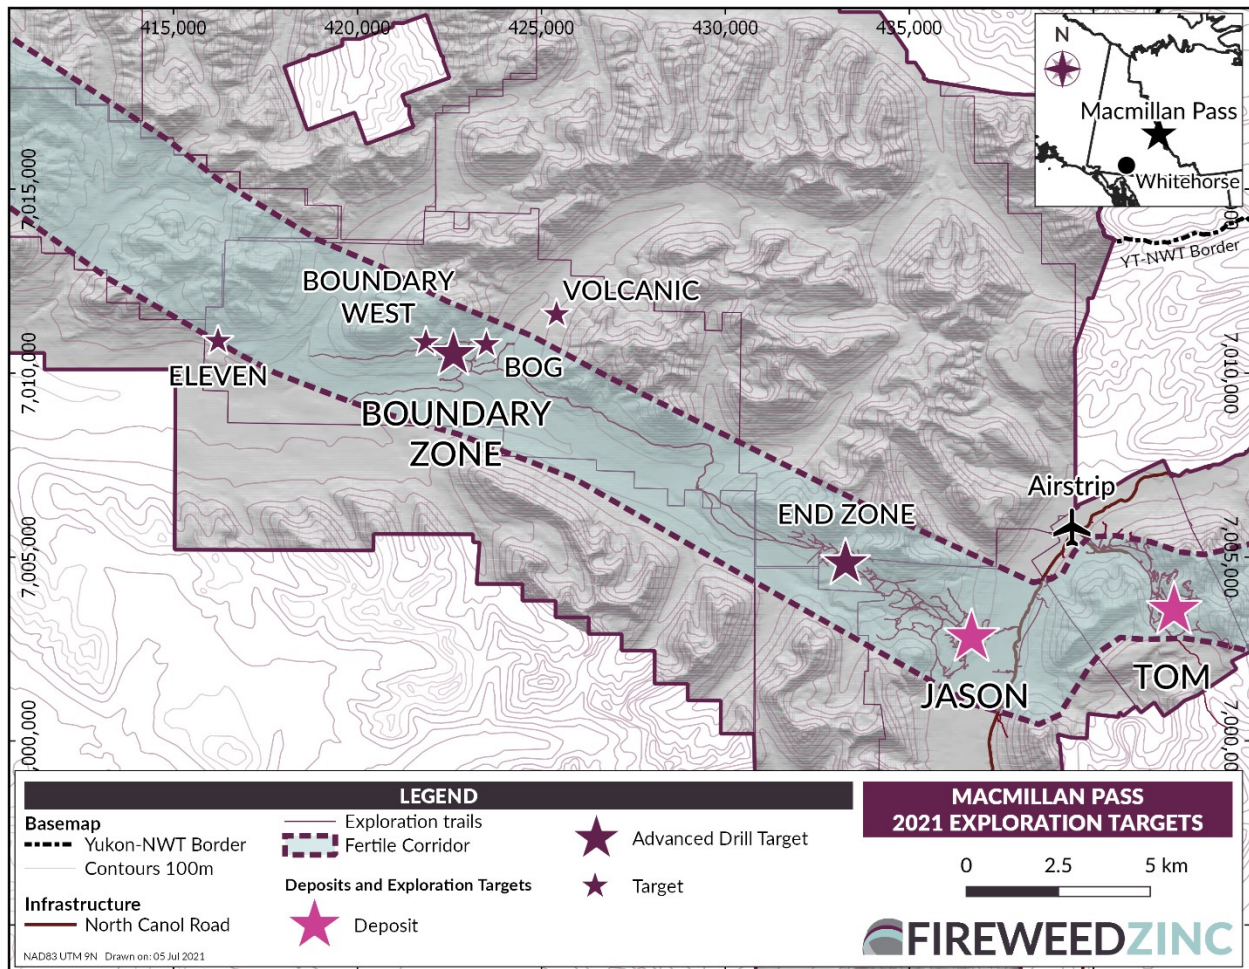 415,000
420,000
425,000
430,000
435,000
N
Macmillan Pass
Whitehorse
7,015,000
YT-NWT Border
BOUNDARY
WEST
VOLCANIC
ELEVEN
BOG
7,010,000
7,010,000
BOUNDARY
ZONE
Airstrip
END ZONE
7,005,000
7,005,000
JASON
TOM
7,000,000
LEGEND
Basemap
Yukon-NWT Border
Contours 100m
Infrastructure
North Canol Road
Exploration trails
Fertile Corridor
Deposits and Exploration Targets
Deposit
Advanced Drill Target
Target
MACMILLAN PASS
2021 EXPLORATION TARGETS
0 2.5 5 km
FIREWEEDZINC
NAD83 UTM 9N Drawn on: 05 Jul 2021